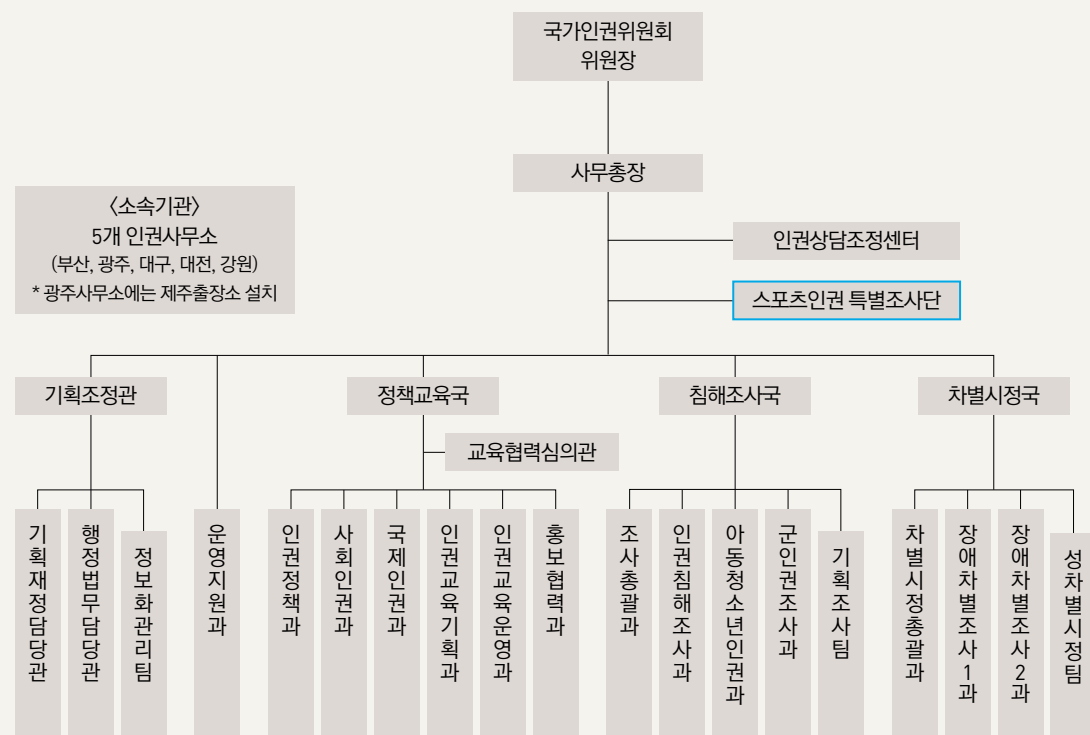 국가인권위원회
위원장
사무총장
〈소속기관〉
5개 인권사무소
(부산, 광주, 대구, 대전, 강원)
* 광주사무소에는 제주출장소 설치
인권상담조정센터
스포츠인권 특별조사단
기획조정관
정책교육국
침해조사국
차별시정국
교육협력심의관
기획재정담당관
행정법무담당관
정보화관리팀
운영지원과
인권정책과
사회인권과
국제인권과
인권교육기획과
인권교육운영과
홍보협력과
조사총괄과
인권침해조사과
아동청소년인권과
군인권조사과
기획조사팀
차별시정총괄과
장애차별조사1과
장애차별조사2과
성차별시정팀